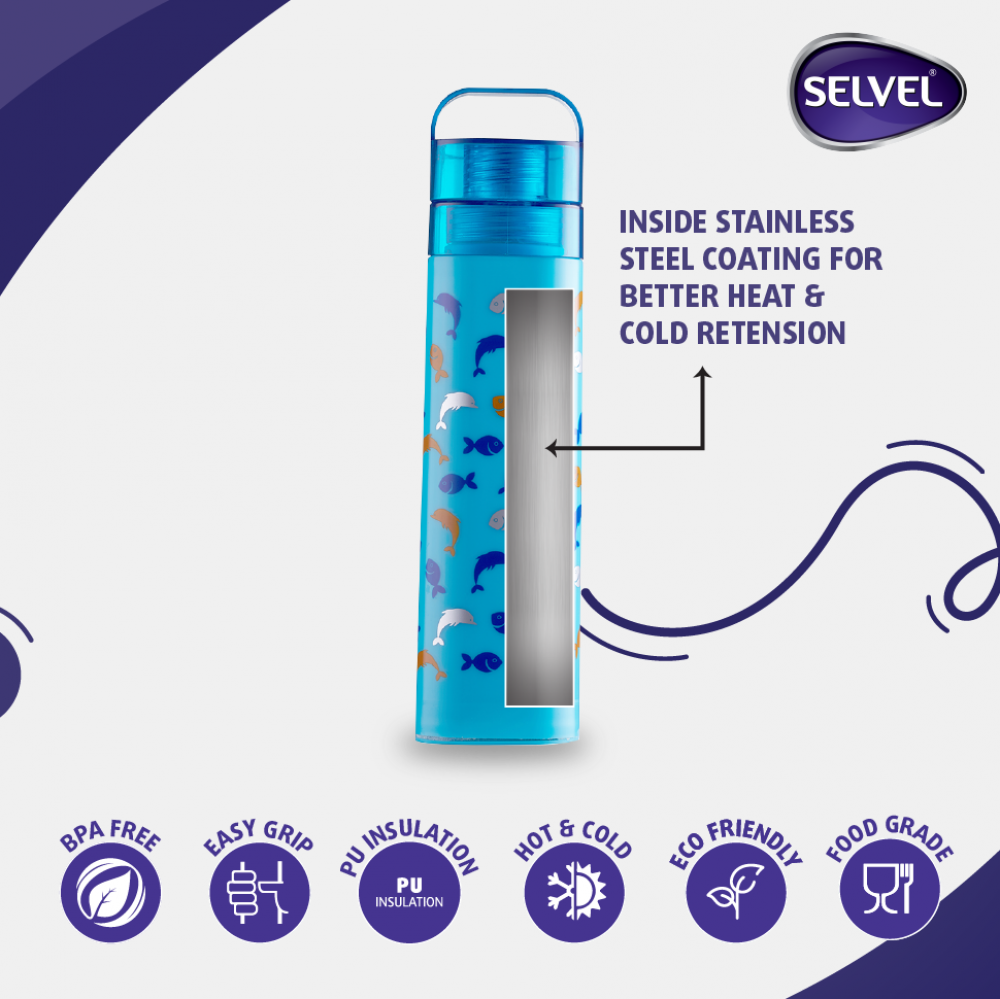 SELVEL®
INSIDE STAINLESS
STEEL COATING FOR
BETTER HEAT &
COLD RETENSION
BPA FREE
EASY GRIP
PU INSULATION
PU
INSULATION
HOT & COLD
ECO FRIENDLY
FOOD GRADE